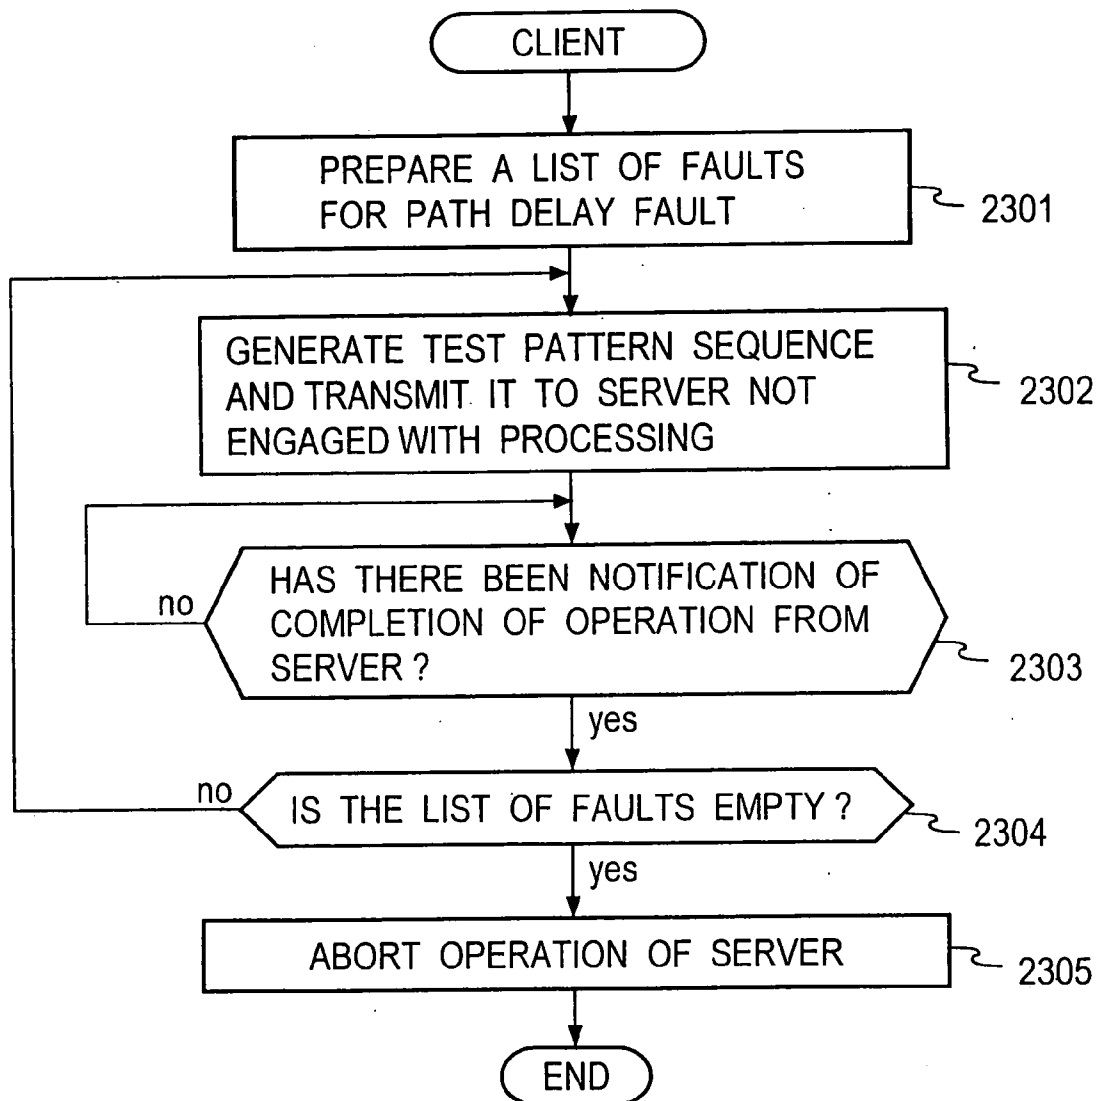 CLIENT
PREPARE A LIST OF FAULTS
FOR PATH DELAY FAULT
2301
GENERATE TEST PATTERN SEQUENCE
AND TRANSMIT IT TO SERVER NOT
ENGAGED WITH PROCESSING
2302
HAS THERE BEEN NOTIFICATION OF
COMPLETION OF OPERATION FROM
SERVER ?
no
2303
yes
no
IS THE LIST OF FAULTS EMPTY ?
2304
yes
ABORT OPERATION OF SERVER
2305
END